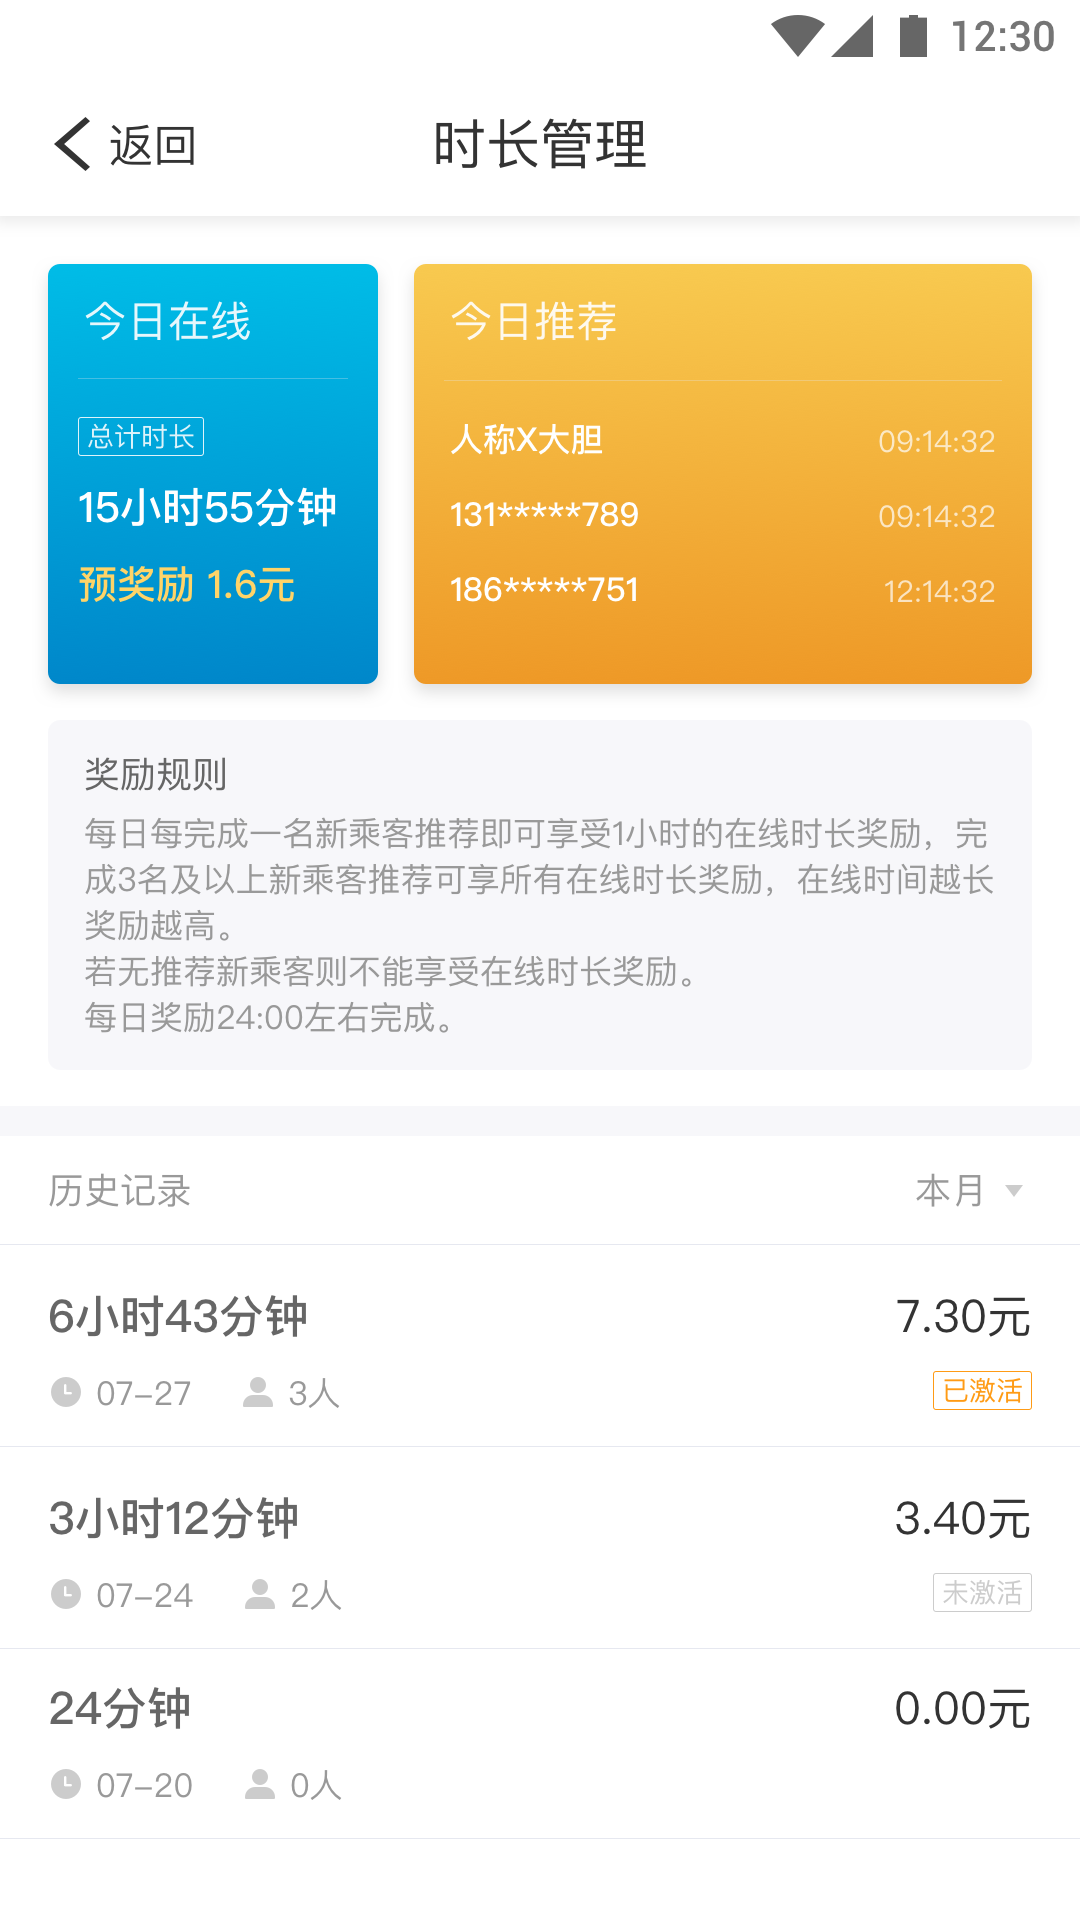 12:30
返回
时长管理
今日在线
总计时长
15小时55分钟
预奖励 1.6元
今日推荐
人称X大胆 09:14:32
131*****789 09:14:32
186*****751 12:14:32
奖励规则
每日每完成一名新乘客推荐即可享受1小时的在线时长奖励，完
成3名及以上新乘客推荐可享所有在线时长奖励，在线时间越长
奖励越高。
若无推荐新乘客则不能享受在线时长奖励。
每日奖励24:00左右完成。
历史记录 本月
6小时43分钟 7.30元
07-27 3人 已激活
3小时12分钟 3.40元
07-24 2人 未激活
24分钟 0.00元
07-20 0人